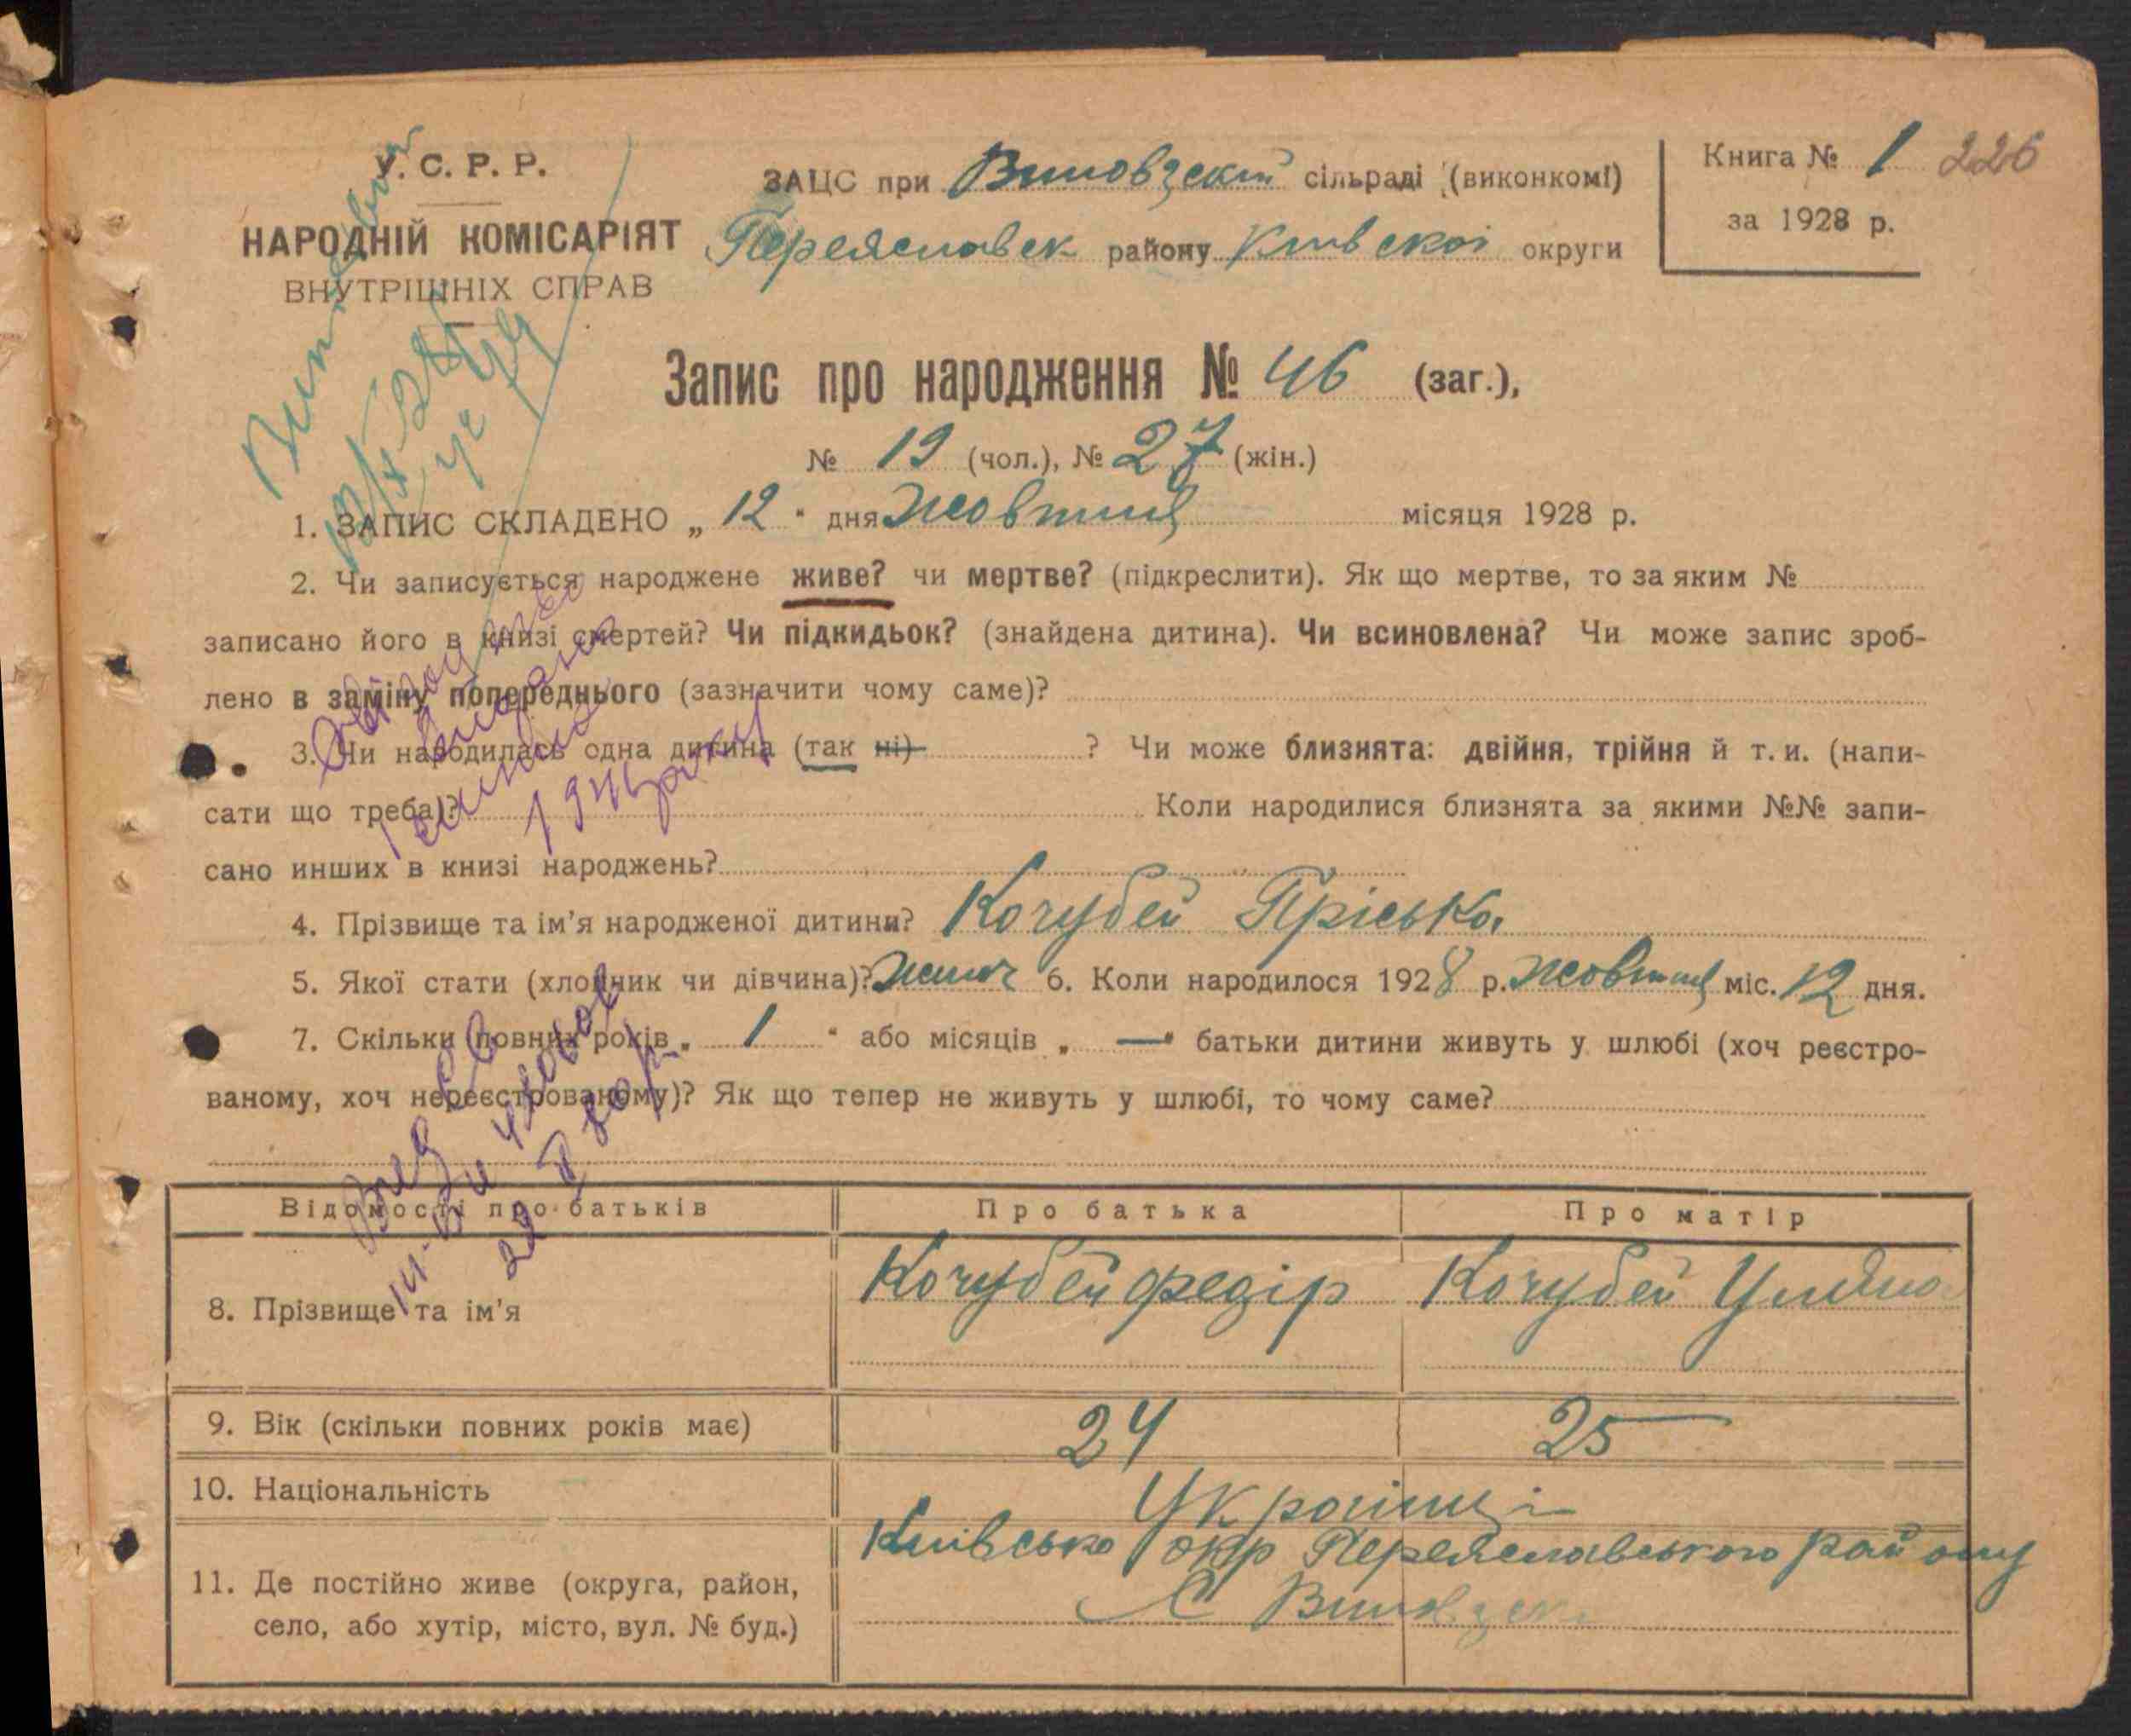 У. С. Р. Р.
НАРОДНІЙ КОМІСАРІЯТ
ВНУТРІШНІХ СПРАВ
ЗАЦС при сільраді (виконкомі)
Переяславск району Київскоі округи
Книга № 1 226
за 1928 р.
Запис про народження № 46 (заг.),
№ 19 (чол.), № 27 (жін.)
1. ЗАПИС СКЛАДЕНО „ 12 " дня Жовтня місяця 1928 р.
2. Чи записується народжене живе? чи мертве? (підкреслити). Як що мертве, то за яким №
записано його в книзі смертей? Чи підкидьок? (знайдена дитина). Чи всиновлена? Чи може запис зроб-
лено в заміну попереднього (зазначити чому саме)?
3. Чи народилась одна дитина (так ні) ? Чи може близнята: двійня, трійня й т. и. (напи-
сати що треба)? Коли народилися близнята за якими №№ запи-
сано инших в книзі народжень?
4. Прізвище та ім'я народженої дитини? Кочубей Пріська
5. Якої стати (хлопчик чи дівчина)? 6. Коли народилося 1928 р. Жовтня міс. 12 дня.
7. Скільки повних років „ 1 " або місяців „ — " батьки дитини живуть у шлюбі (хоч реєстро-
ваному, хоч нереєстрованому)? Як що тепер не живуть у шлюбі, то чому саме?
1946 року
Відомості про батьків Про батька Про матір
8. Прізвище та ім'я Кочубей Федір Кочубей Уляна
9. Вік (скільки повних років має) 24 25
10. Національність Українці
11. Де постійно живе (округа, район,
село, або хутір, місто, вул. № буд.)
Київсько окр Переяславського району
С